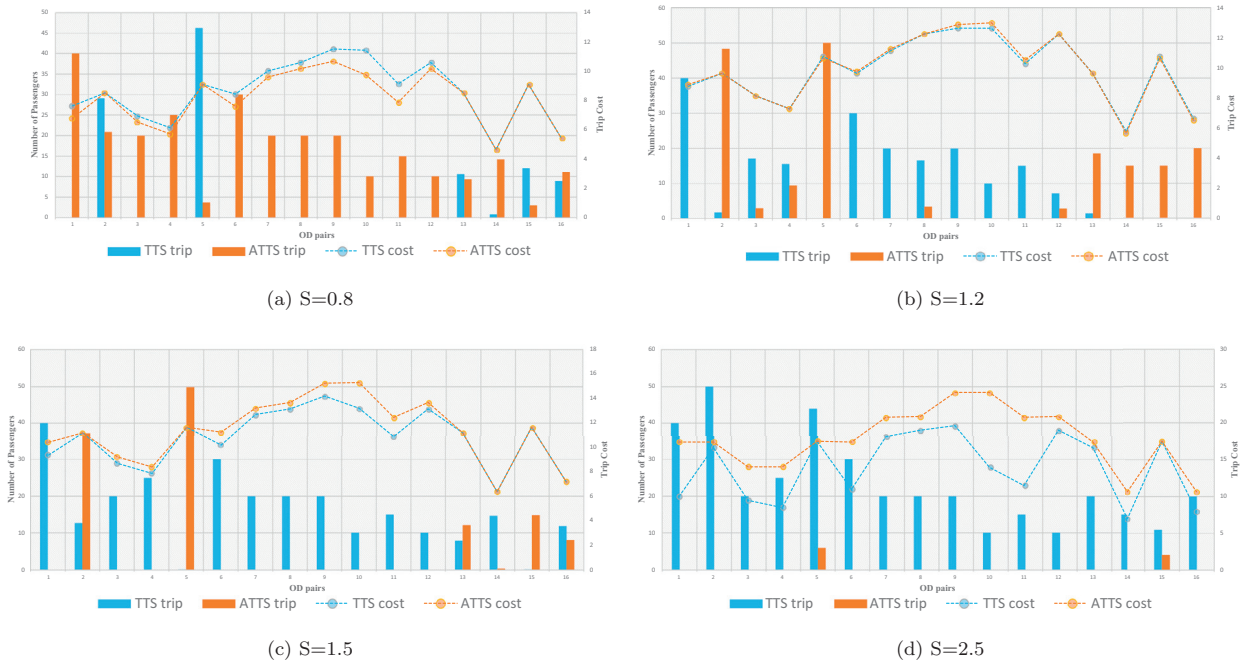 50 45 40 35 30 25 20 15 10 5 0
Number of Passengers
14 12 10 8 6 4 2 0
Trip Cost
1 2 3 4 5 6 7 8 9 10 11 12 13 14 15 16
OD pairs
TTS trip ATTS trip TTS cost ATTS cost
(a) S=0.8
60 50 40 30 20 10 0
Number of Passengers
14 12 10 8 6 4 2 0
Trip Cost
1 2 3 4 5 6 7 8 9 10 11 12 13 14 15 16
OD pairs
TTS trip ATTS trip TTS cost ATTS cost
(b) S=1.2
60 50 40 30 20 10 0
Number of Passengers
18 16 14 12 10 8 6 4 2 0
Trip Cost
1 2 3 4 5 6 7 8 9 10 11 12 13 14 15 16
OD pairs
TTS trip ATTS trip TTS cost ATTS cost
(c) S=1.5
60 50 40 30 20 10 0
Number of Passengers
30 25 20 15 10 5 0
Trip Cost
1 2 3 4 5 6 7 8 9 10 11 12 13 14 15 16
OD pairs
TTS trip ATTS trip TTS cost ATTS cost
(d) S=2.5